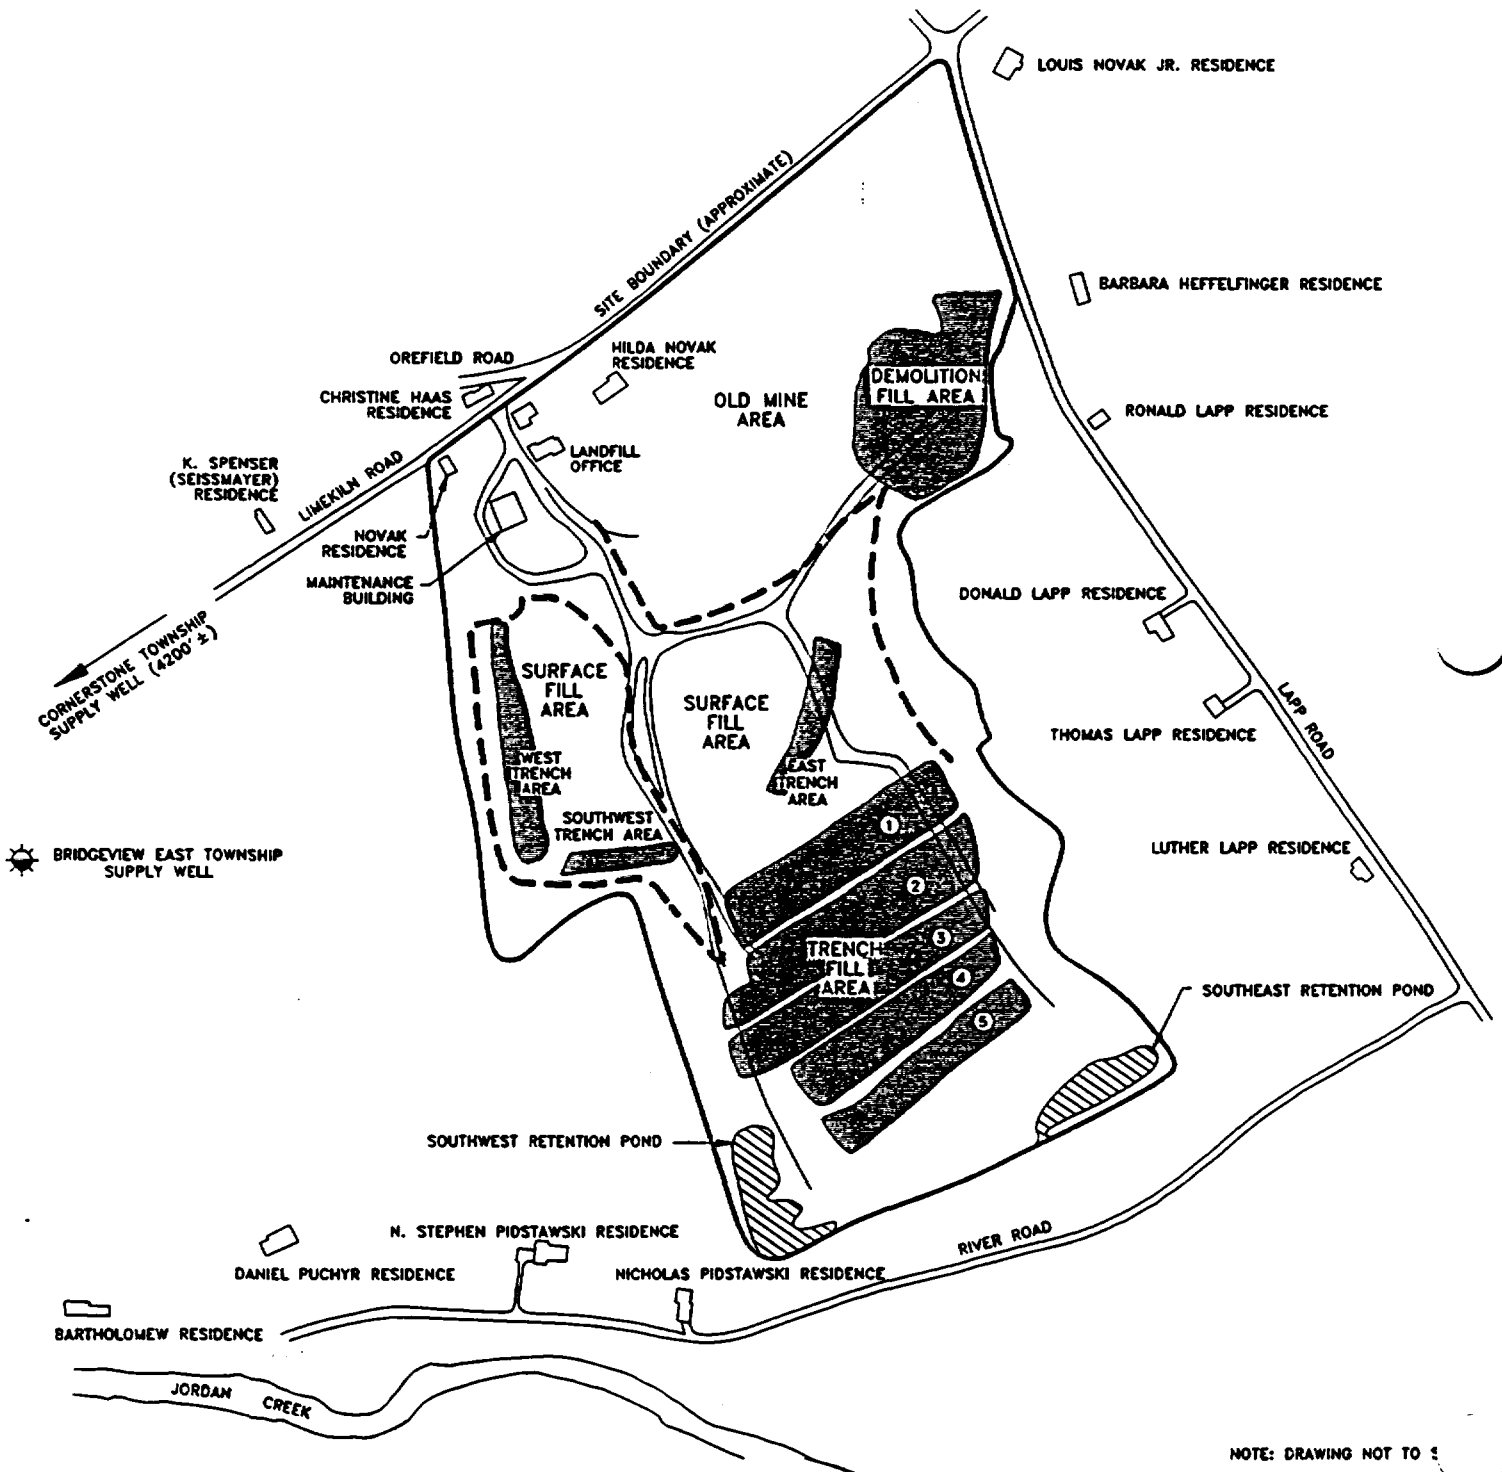 LOUIS NOVAK JR. RESIDENCE
SITE BOUNDARY (APPROXIMATE)
BARBARA HEFFELFINGER RESIDENCE
OREFIELD ROAD
HILDA NOVAK
RESIDENCE
CHRISTINE HAAS
RESIDENCE
DEMOLITION
FILL AREA
OLD MINE
AREA
RONALD LAPP RESIDENCE
LANDFILL
OFFICE
K. SPENSER
(SEISSMAYER)
RESIDENCE
LIMEKILN ROAD
NOVAK
RESIDENCE
MAINTENANCE
BUILDING
DONALD LAPP RESIDENCE
CORNERSTONE TOWNSHIP
SUPPLY WELL (4200' ±)
SURFACE
FILL
AREA
SURFACE
FILL
AREA
LAPP ROAD
THOMAS LAPP RESIDENCE
WEST
TRENCH
AREA
EAST
TRENCH
AREA
SOUTHWEST
TRENCH AREA
1
LUTHER LAPP RESIDENCE
BRIDGEVIEW EAST TOWNSHIP
SUPPLY WELL
2
3
TRENCH
FILL
AREA
4
5
SOUTHEAST RETENTION POND
SOUTHWEST RETENTION POND
N. STEPHEN PIDSTAWSKI RESIDENCE
RIVER ROAD
DANIEL PUCHYR RESIDENCE
NICHOLAS PIDSTAWSKI RESIDENCE
BARTHOLOMEW RESIDENCE
JORDAN CREEK
NOTE: DRAWING NOT TO